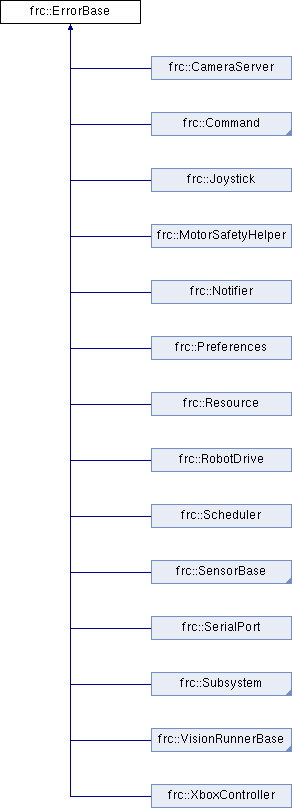 frc::ErrorBase
frc::CameraServer
frc::Command
frc::Joystick
frc::MotorSafetyHelper
frc::Notifier
frc::Preferences
frc::Resource
frc::RobotDrive
frc::Scheduler
frc::SensorBase
frc::SerialPort
frc::Subsystem
frc::VisionRunnerBase
frc::XboxController